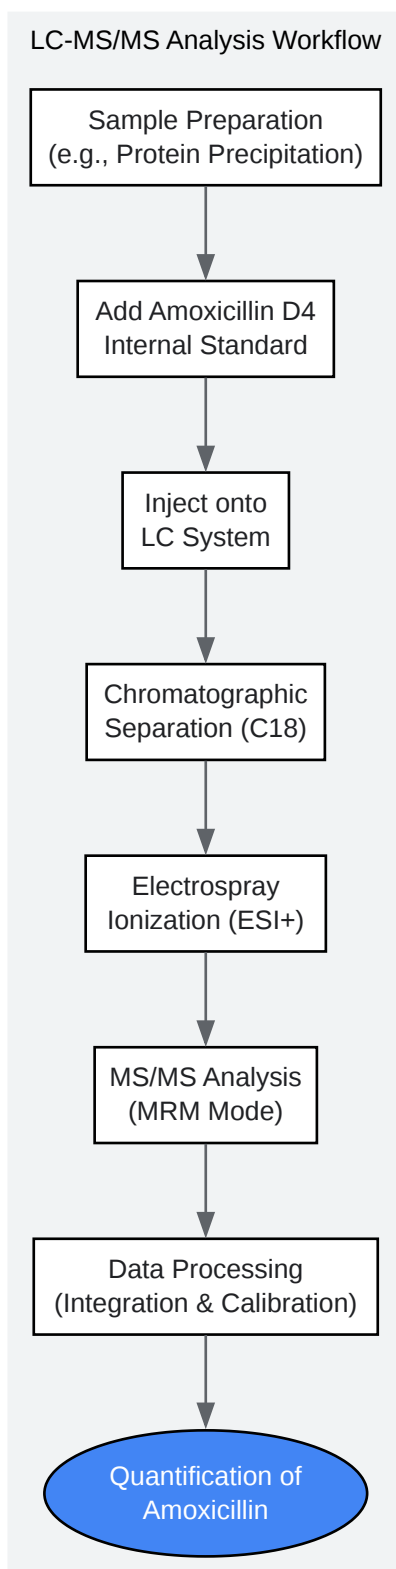 LC-MS/MS Analysis Workflow
Sample Preparation
(e.g., Protein Precipitation)
Add Amoxicillin D4
Internal Standard
Inject onto
LC System
Chromatographic
Separation (C18)
Electrospray
Ionization (ESI+)
MS/MS Analysis
(MRM Mode)
Data Processing
(Integration & Calibration)
Quantification of
Amoxicillin